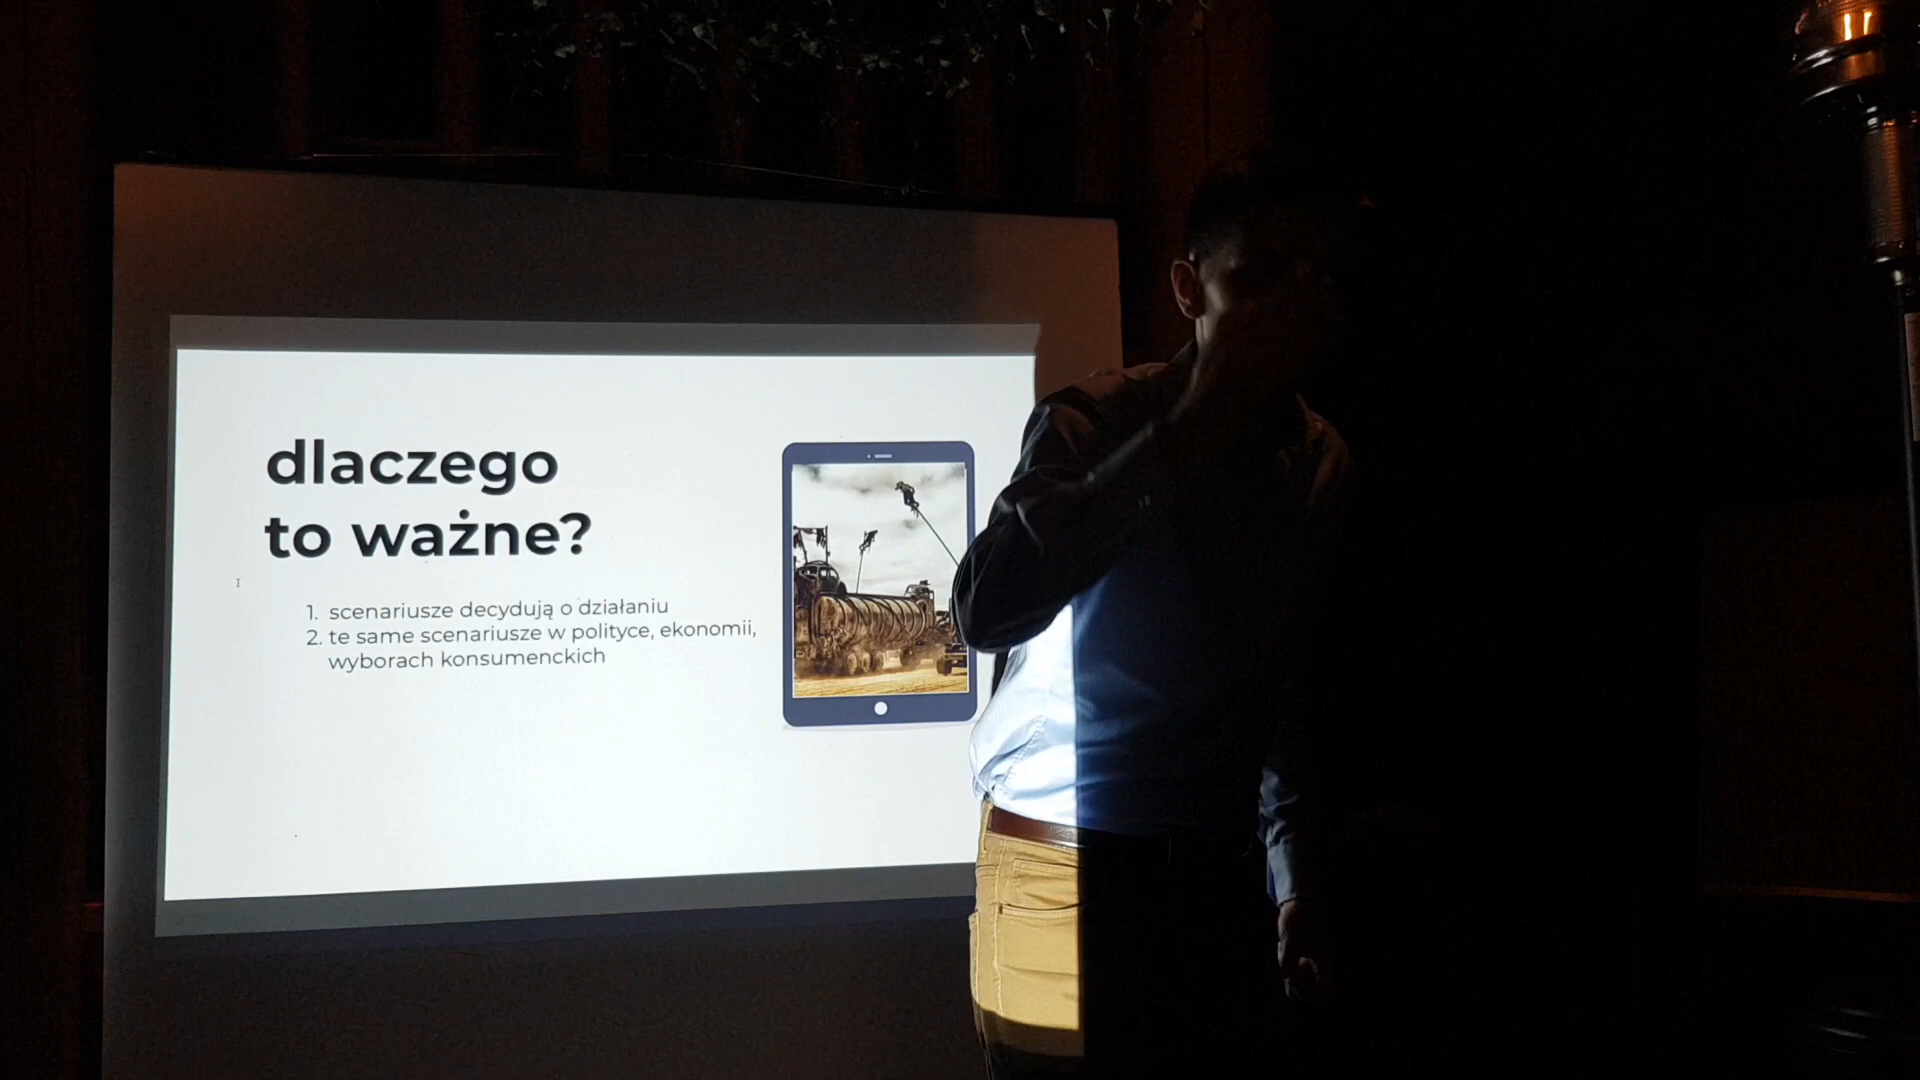 dlaczego
to ważne?
1. scenariusze decydują o działaniu
2. te same scenariusze w polityce, ekonomii,
wyborach konsumenckich